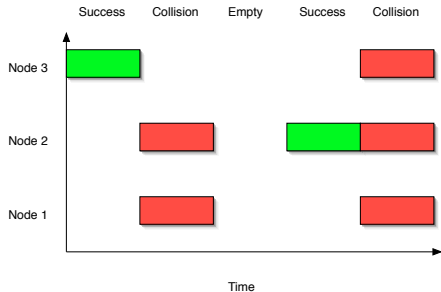 Success Collision Empty Success Collision
Node 3
Node 2
Node 1
Time